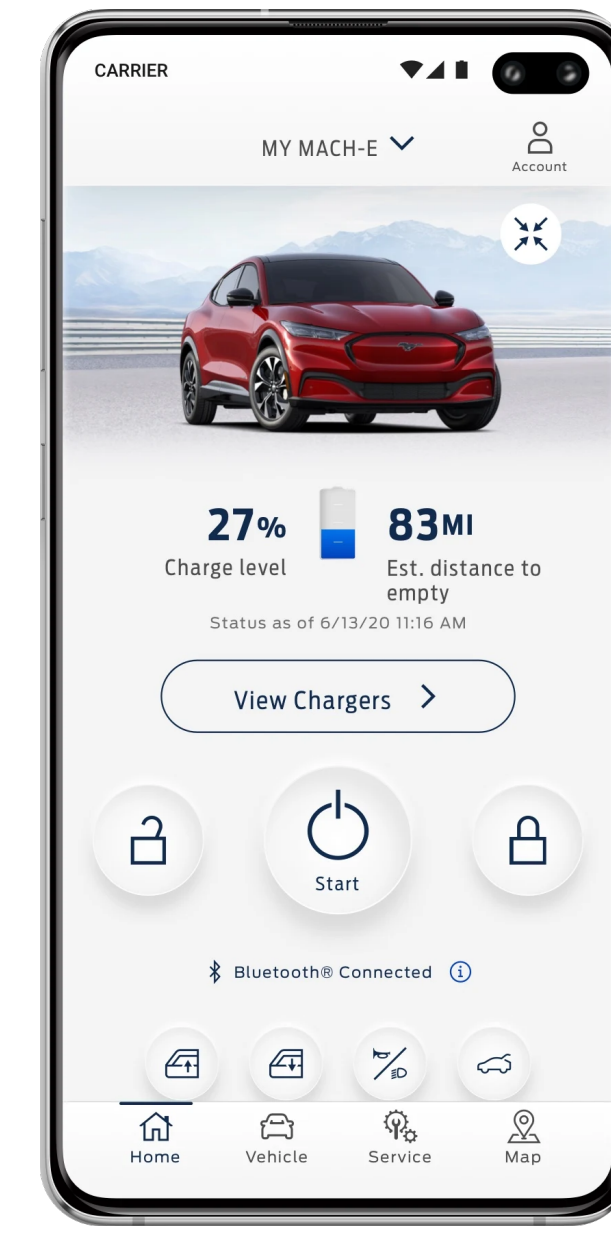 CARRIER
MY MACH-E
Account
27% 83MI
Charge level Est. distance to
empty
Status as of 6/13/20 11:16 AM
View Chargers
Start
Bluetooth® Connected
Home Vehicle Service Map